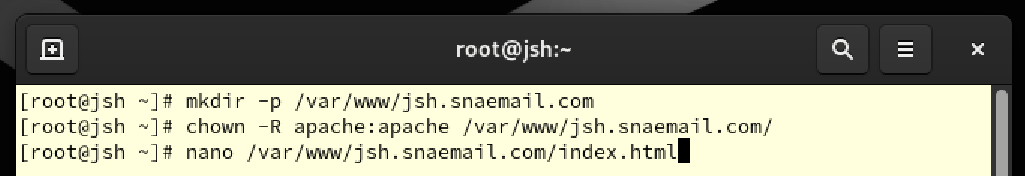 root@jsh:~
[root@jsh ~]# mkdir -p /var/www/jsh.snaemail.com
[root@jsh ~]# chown -R apache:apache /var/www/jsh.snaemail.com/
[root@jsh ~]# nano /var/www/jsh.snaemail.com/index.html